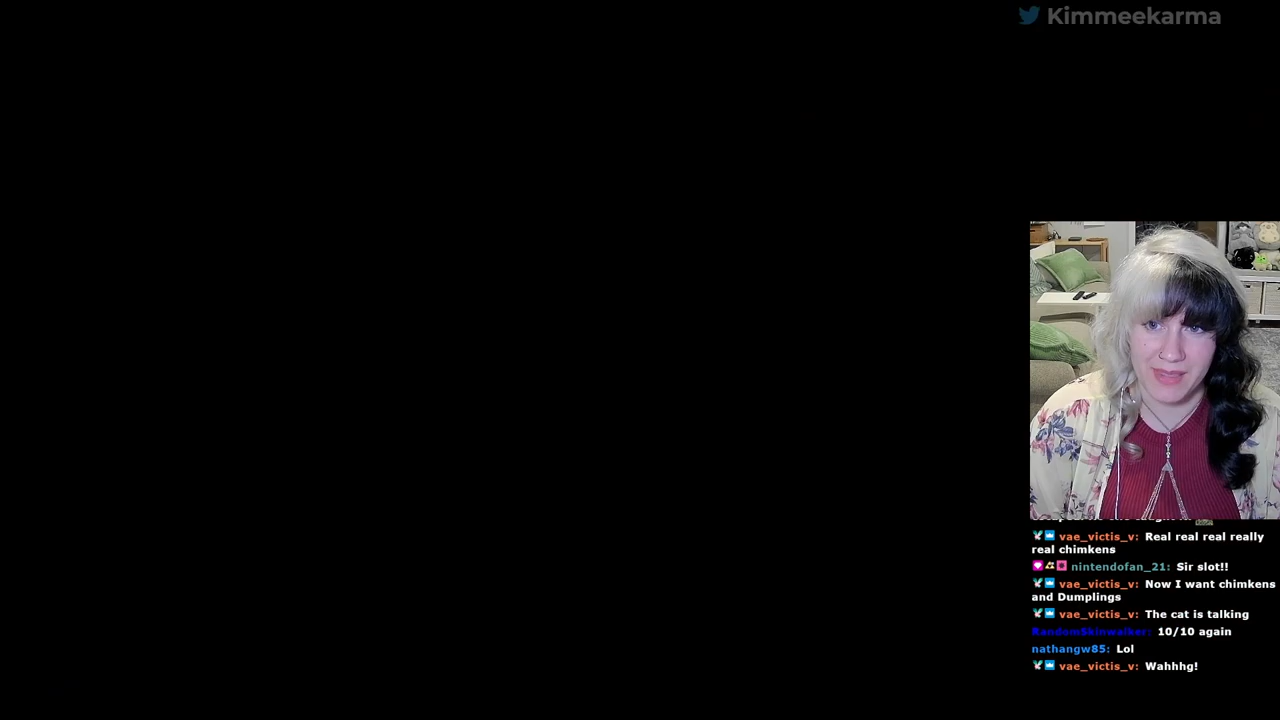 Kimmeekarma
vae_victis_v: Real real real really
real chimkens
nintendofan_21: Sir slot!!
vae_victis_v: Now I want chimkens
and Dumplings
vae_victis_v: The cat is talking
RandomSkinwalker: 10/10 again
nathangw85: Lol
vae_victis_v: Wahhhg!